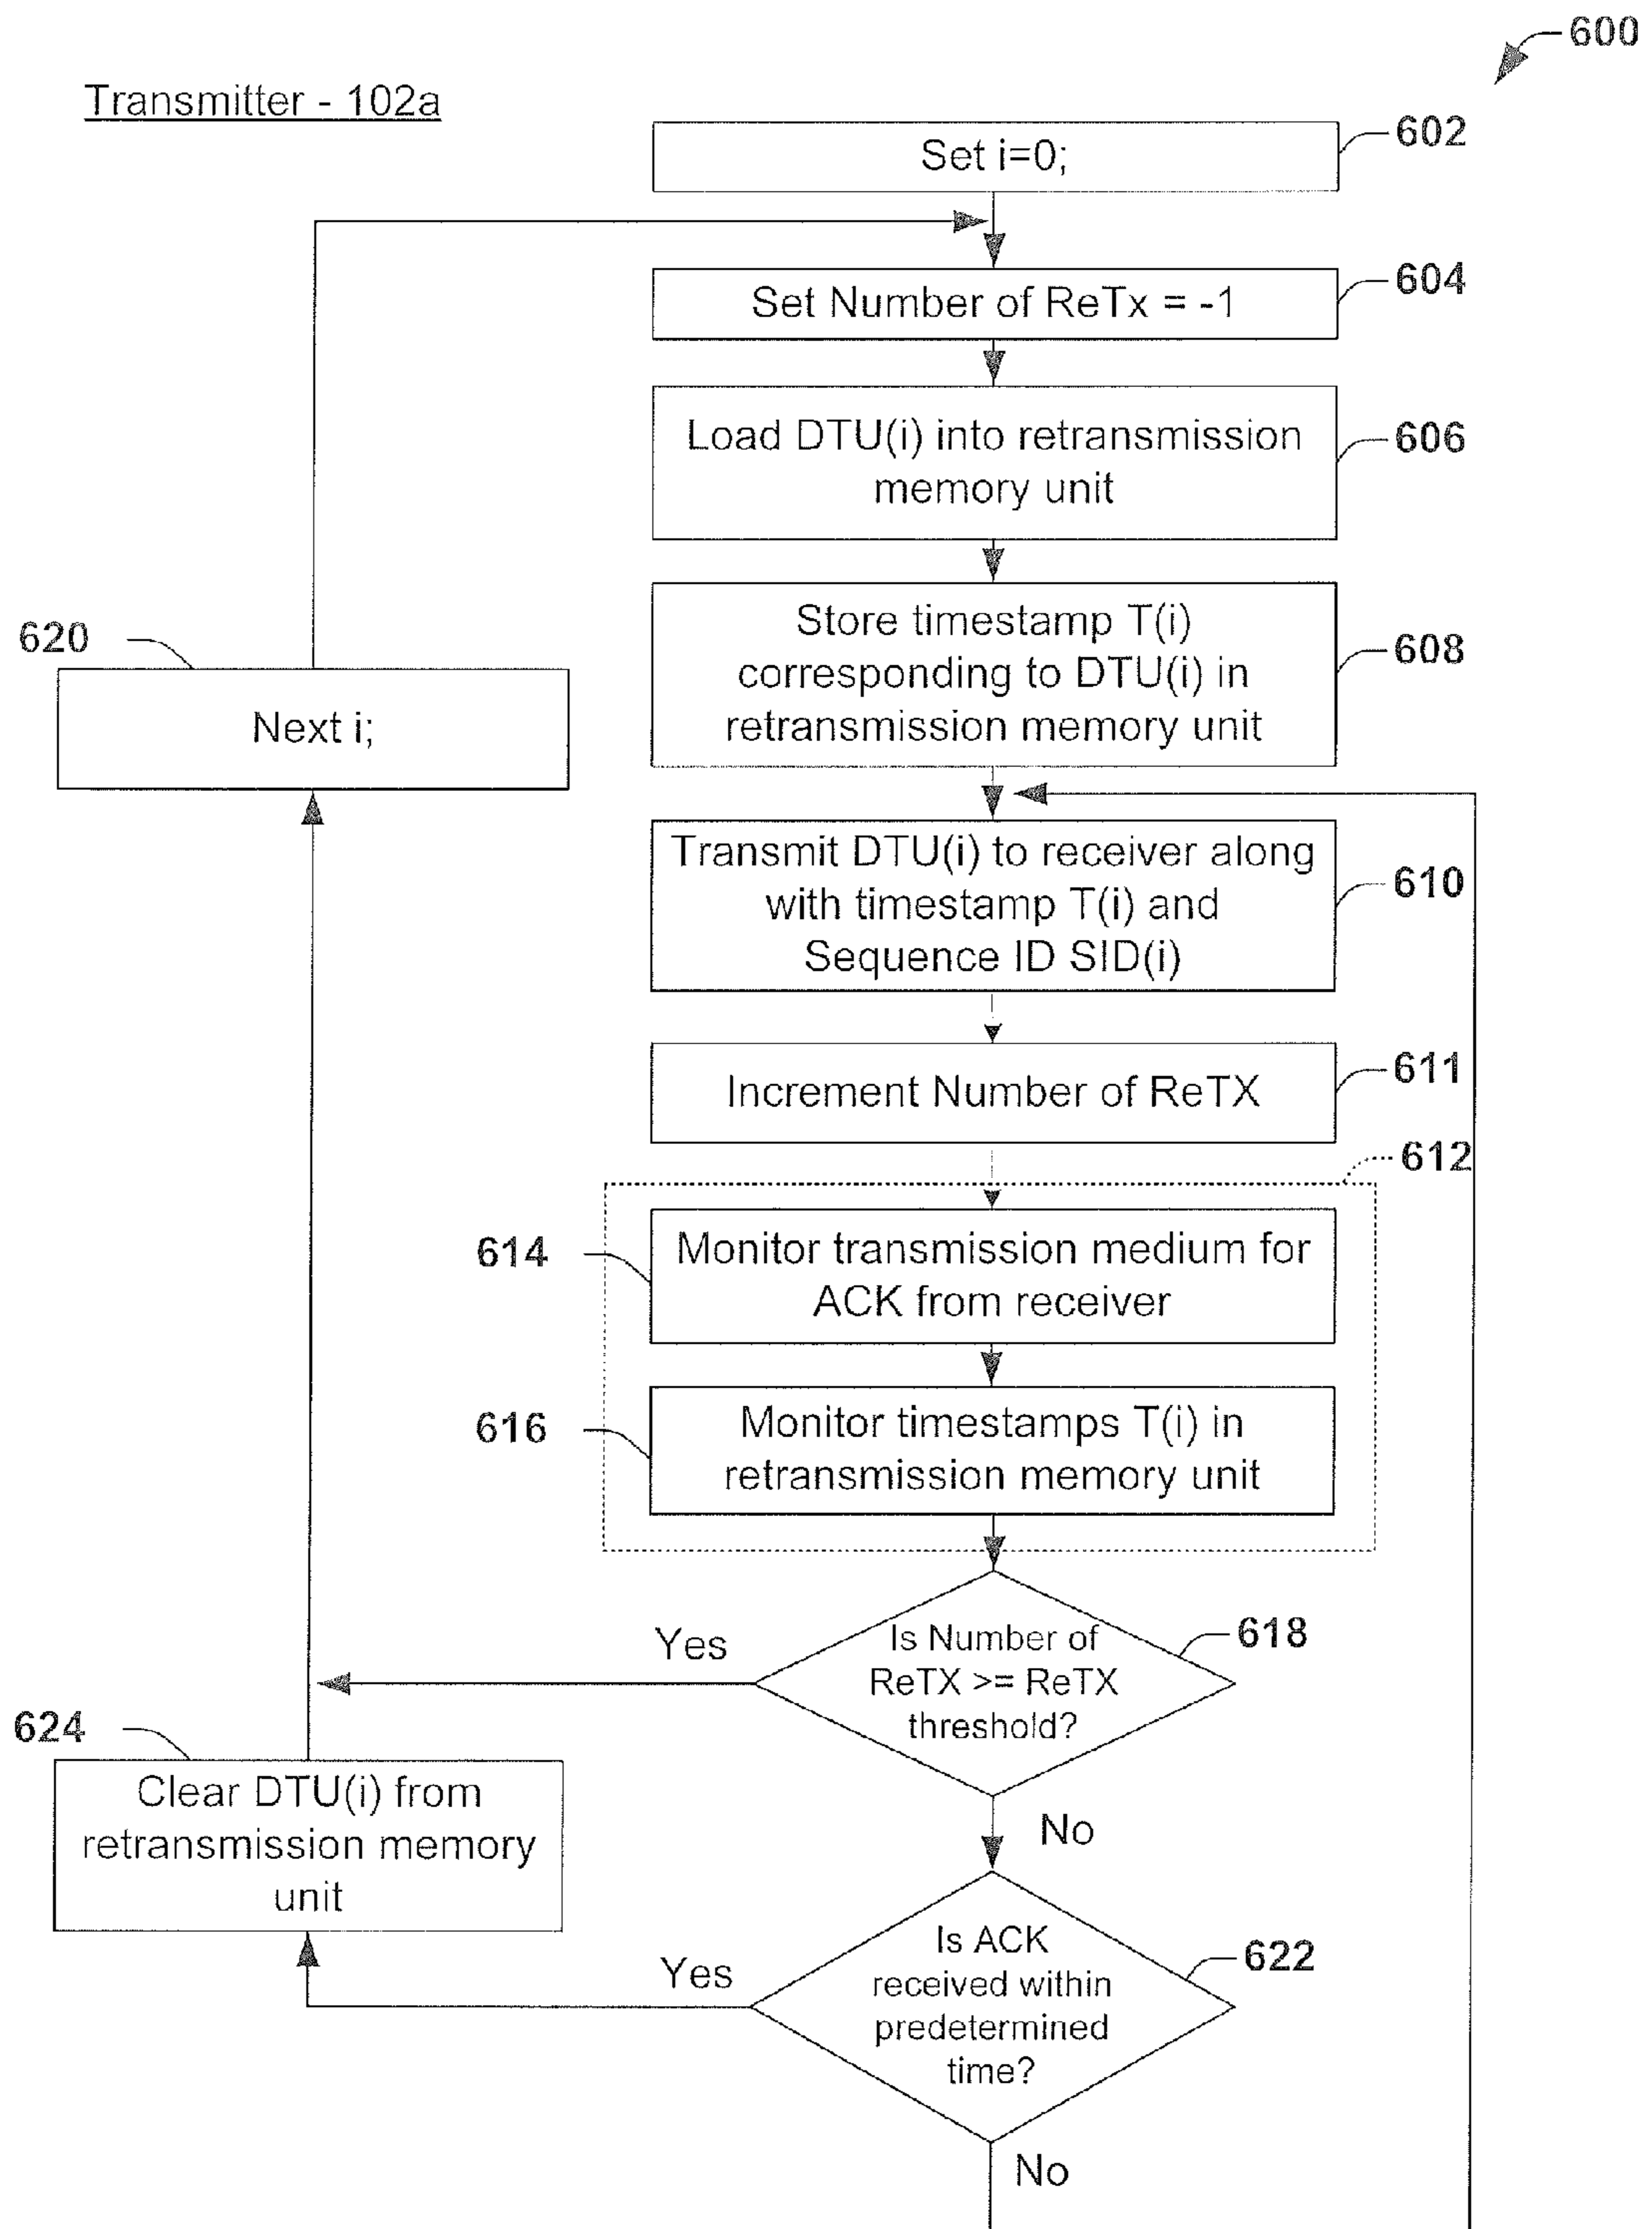 600
Transmitter - 102a
602
Set i=0;
604
Set Number of ReTx = -1
Load DTU(i) into retransmission
memory unit
606
Store timestamp T(i)
corresponding to DTU(i) in
retransmission memory unit
608
620
Next i;
Transmit DTU(i) to receiver along
with timestamp T(i) and
Sequence ID SID(i)
610
Increment Number of ReTX
611
612
614
Monitor transmission medium for
ACK from receiver
616
Monitor timestamps T(i) in
retransmission memory unit
Yes
Is Number of
ReTX >= ReTX
threshold?
618
624
Clear DTU(i) from
retransmission memory
unit
No
Yes
Is ACK
received within
predetermined
time?
622
No